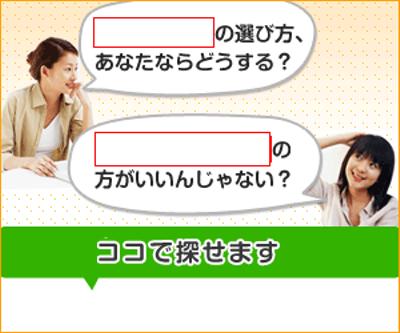 の選び方、
あなたならどうする？
の
方がいいんじゃない？
ココで探せます